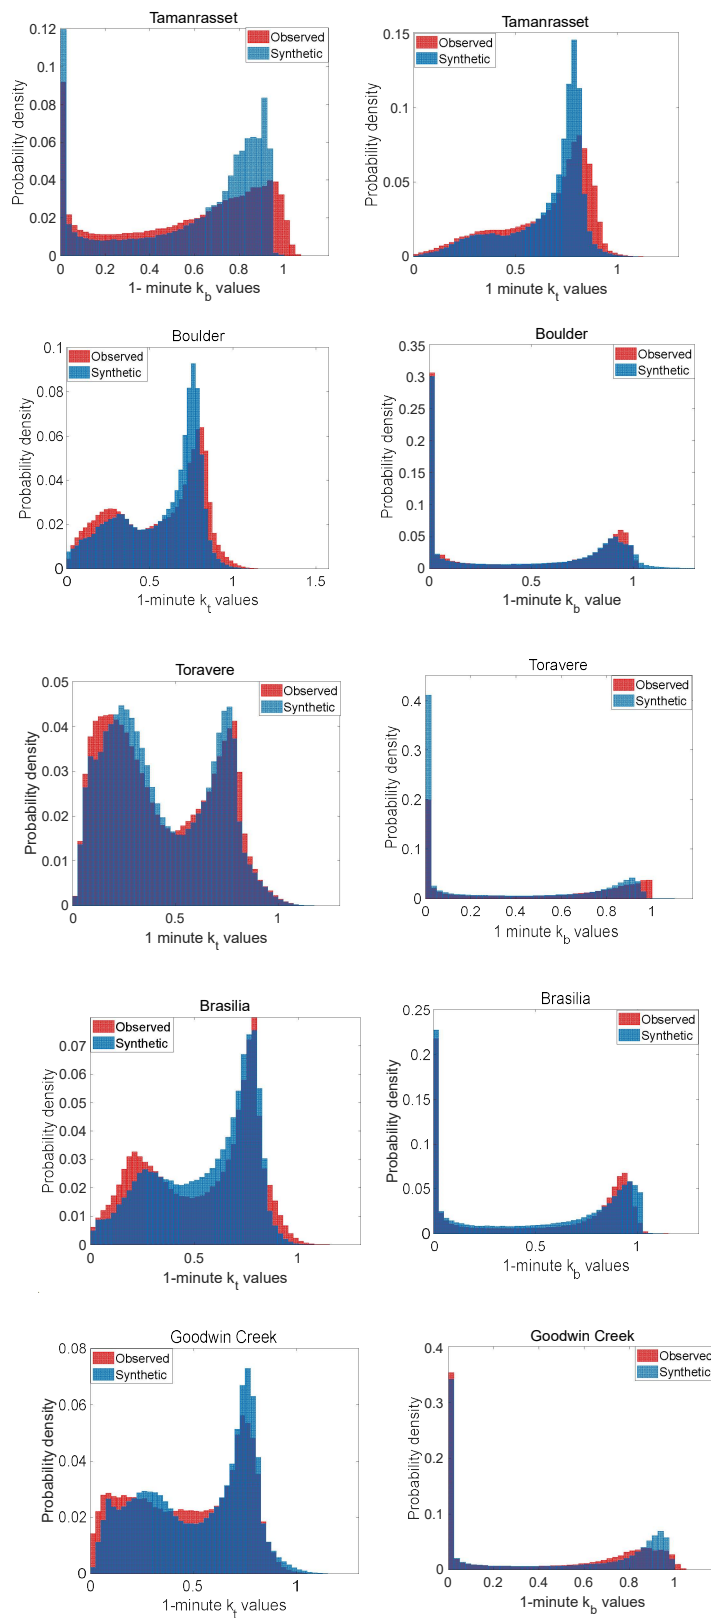 Tamanrasset
0.12
0.1
0.08
0.06
0.04
0.02
0
Observed
Synthetic
Probability density
0 0.2 0.4 0.6 0.8 1
1- minute kb values
Tamanrasset
0.15
0.1
0.05
0
Observed
Synthetic
Probability density
0 0.5 1
1 minute kt values
Boulder
0.1
0.08
0.06
0.04
0.02
0
Observed
Synthetic
Probability density
0 0.5 1 1.5
1-minute kt values
Boulder
0.35
0.3
0.25
0.2
0.15
0.1
0.05
0
Observed
Synthetic
Probability density
0 0.5 1
1-minute kb value
Toravere
0.05
0.04
0.03
0.02
0.01
0
Observed
Synthetic
Probability density
0 0.5 1
1 minute kt values
Toravere
0.4
0.3
0.2
0.1
0
Observed
Synthetic
Probability density
0 0.2 0.4 0.6 0.8 1
1 minute kb values
Brasilia
0.07
0.06
0.05
0.04
0.03
0.02
0.01
0
Observed
Synthetic
Probability density
0 0.5 1
1-minute kt values
Brasilia
0.25
0.2
0.15
0.1
0.05
0
Observed
Synthetic
Probability density
0 0.5 1
1-minute kb values
Goodwin Creek
0.08
0.06
0.04
0.02
0
Observed
Synthetic
Probability density
0 0.5 1
1-minute kt values
Goodwin Creek
0.4
0.3
0.2
0.1
0
Observed
Synthetic
Probability density
0 0.2 0.4 0.6 0.8 1
1-minute kb values